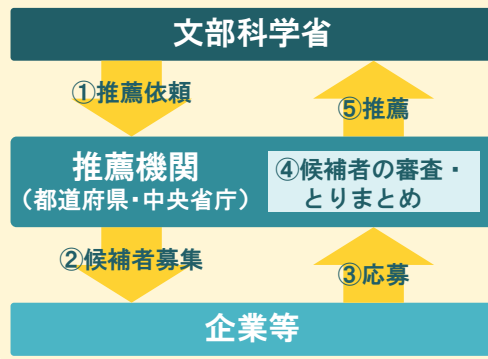 文部科学省
①推薦依頼
⑤推薦
推薦機関
（都道府県・中央省庁）
④候補者の審査・
とりまとめ
②候補者募集
③応募
企業等